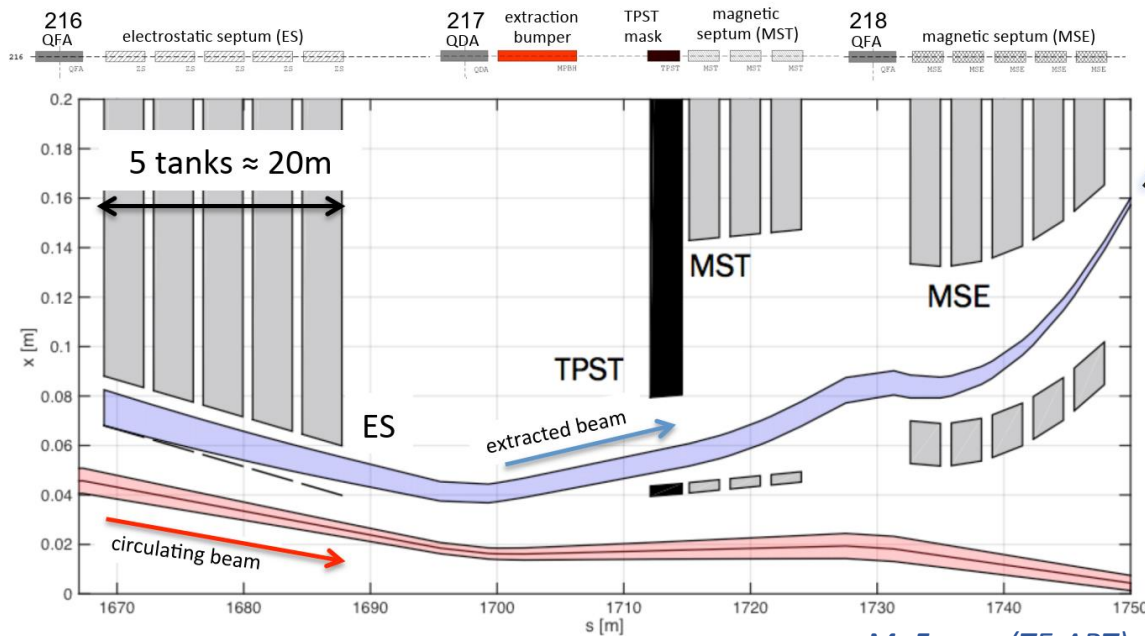 216
QFA
electrostatic septum (ES)
217
QDA
extraction
bumper
TPST
mask
magnetic
septum (MST)
218
QFA
magnetic septum (MSE)
216
QFA
ES
ES
ES
ES
QDA
MPBH
TPST
MST
MST
MST
QFA
MSE
MSE
MSE
MSE
MSE
0.2
0.18
0.16
0.14
0.12
0.1
0.08
0.06
0.04
0.02
0
x [m]
5 tanks ≈ 20m
MST
MSE
TPST
ES
extracted beam
circulating beam
1670
1680
1690
1700
1710
1720
1730
1740
1750
s [m]